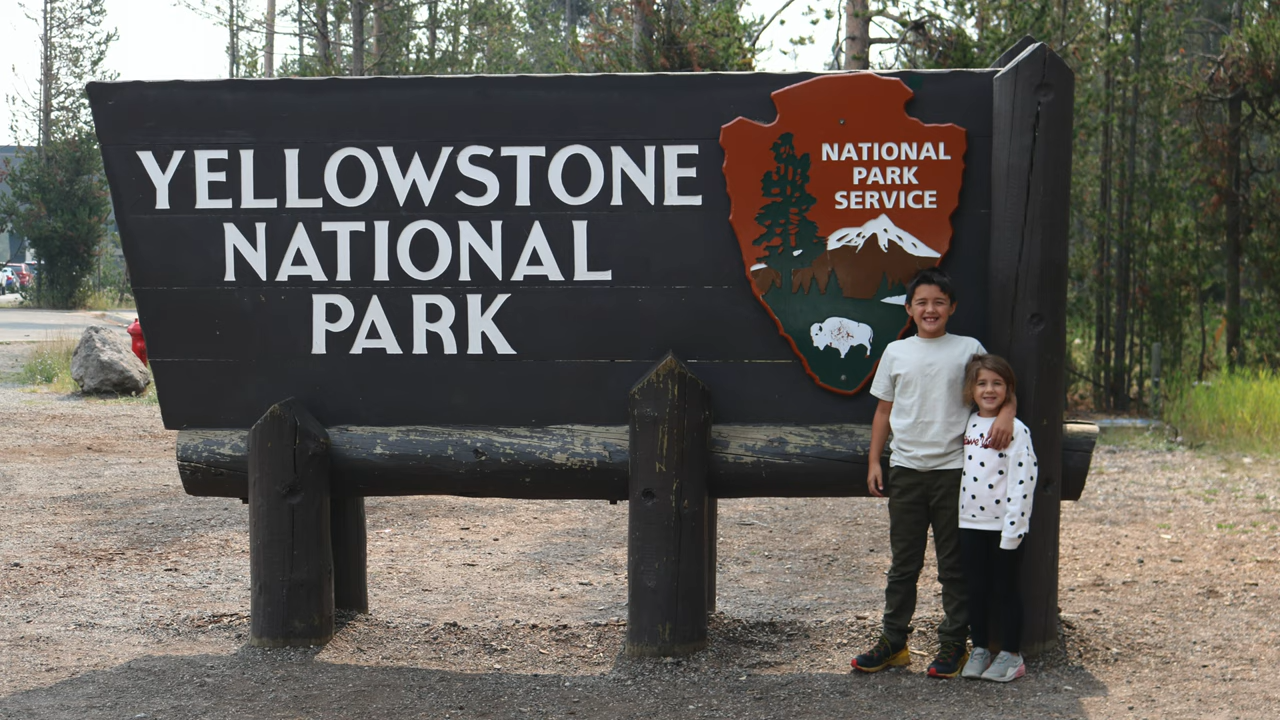 YELLOWSTONE
NATIONAL
PARK
NATIONAL
PARK
SERVICE